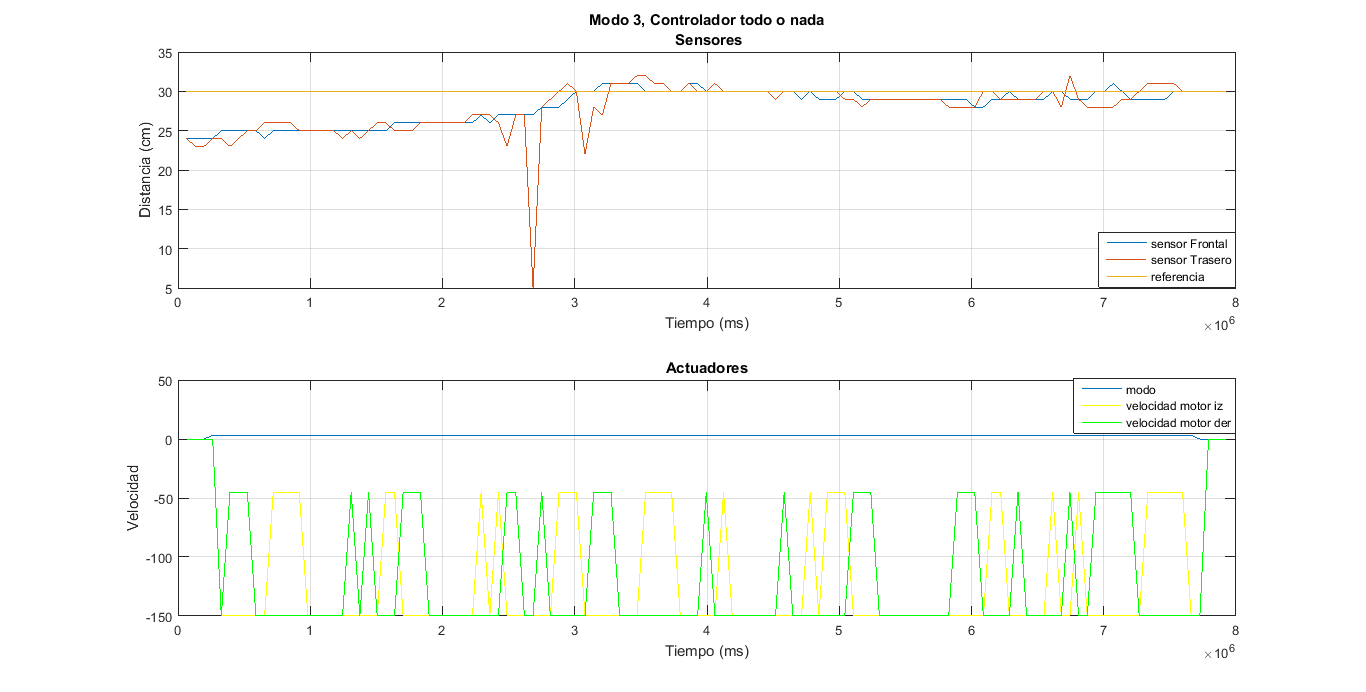 Modo 3, Controlador todo o nada
Sensores
35
30
25
20
15
10
5
Distancia (cm)
0 1 2 3 4 5 6 7 8
Tiempo (ms)
×10^6
sensor Frontal
sensor Trasero
referencia
Actuadores
50
0
-50
-100
-150
Velocidad
0 1 2 3 4 5 6 7 8
Tiempo (ms)
×10^6
modo
velocidad motor iz
velocidad motor der